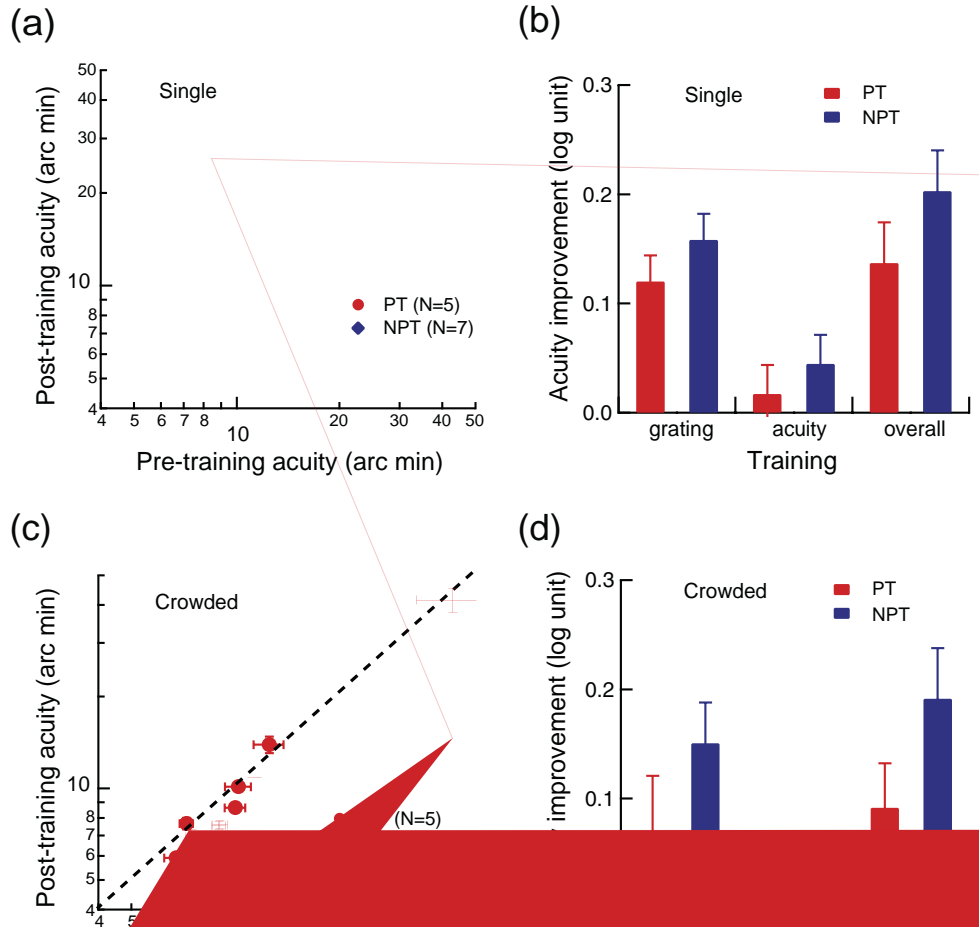 (a)
Single
Post-training acuity (arc min)
50
40
30
20
10
8
7
6
5
4
PT (N=5)
NPT (N=7)
4 5 6 7 8 10 20 30 40 50
Pre-training acuity (arc min)
(b)
Single
PT
NPT
Acuity improvement (log unit)
0.3
0.2
0.1
0.0
grating acuity overall
Training
(c)
Crowded
Post-training acuity (arc min)
10
8
7
6
5
4
(N=5)
4 5
(d)
Crowded
PT
NPT
improvement (log unit)
0.3
0.2
0.1